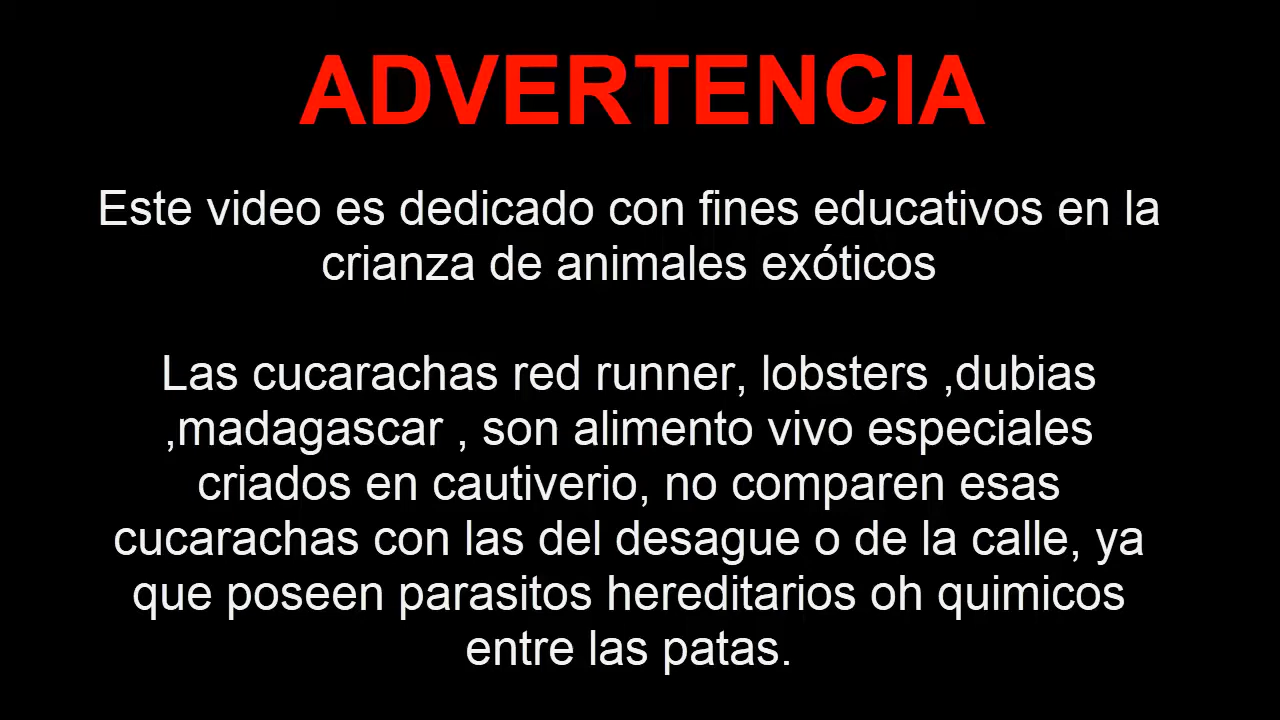 ADVERTENCIA
Este video es dedicado con fines educativos en la
crianza de animales exóticos
Las cucarachas red runner, lobsters ,dubias
,madagascar , son alimento vivo especiales
criados en cautiverio, no comparen esas
cucarachas con las del desague o de la calle, ya
que poseen parasitos hereditarios oh quimicos
entre las patas.